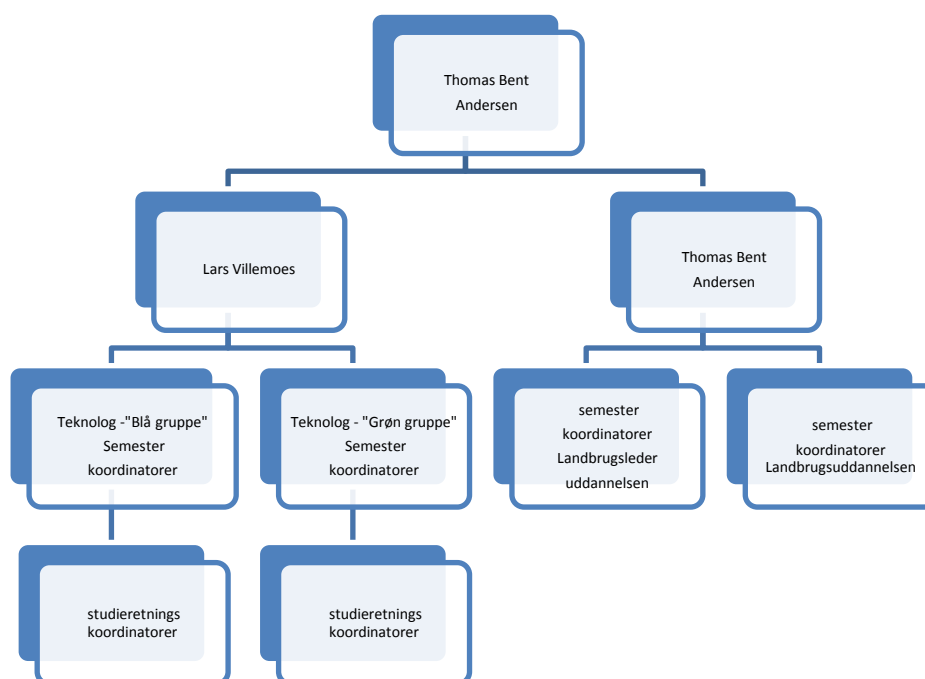 Thomas Bent
Andersen
Lars Villemoes
Thomas Bent
Andersen
Teknolog -"Blå gruppe"
Semester
koordinatorer
Teknolog - "Grøn gruppe"
Semester
koordinatorer
semester
koordinatorer
Landbrugsleder
uddannelsen
semester
koordinatorer
Landbrugsuddannelsen
studieretnings
koordinatorer
studieretnings
koordinatorer